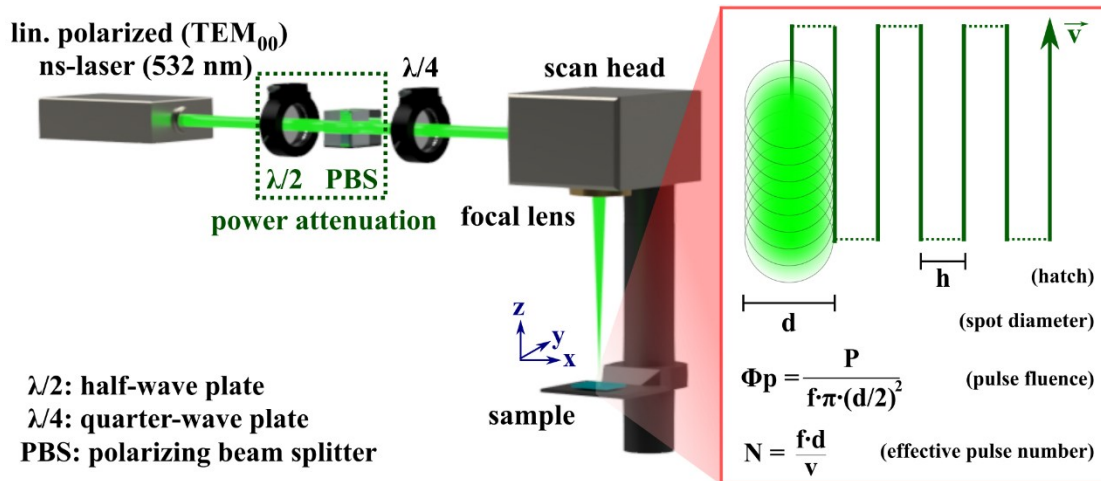 lin. polarized (TEM₀₀)
ns-laser (532 nm)
λ/4
scan head
λ/2 PBS
power attenuation
focal lens
z
y
x
sample
λ/2: half-wave plate
λ/4: quarter-wave plate
PBS: polarizing beam splitter
v⃗
h
(hatch)
d
(spot diameter)
Φp = P / f·π·(d/2)²
(pulse fluence)
N = f·d / v
(effective pulse number)